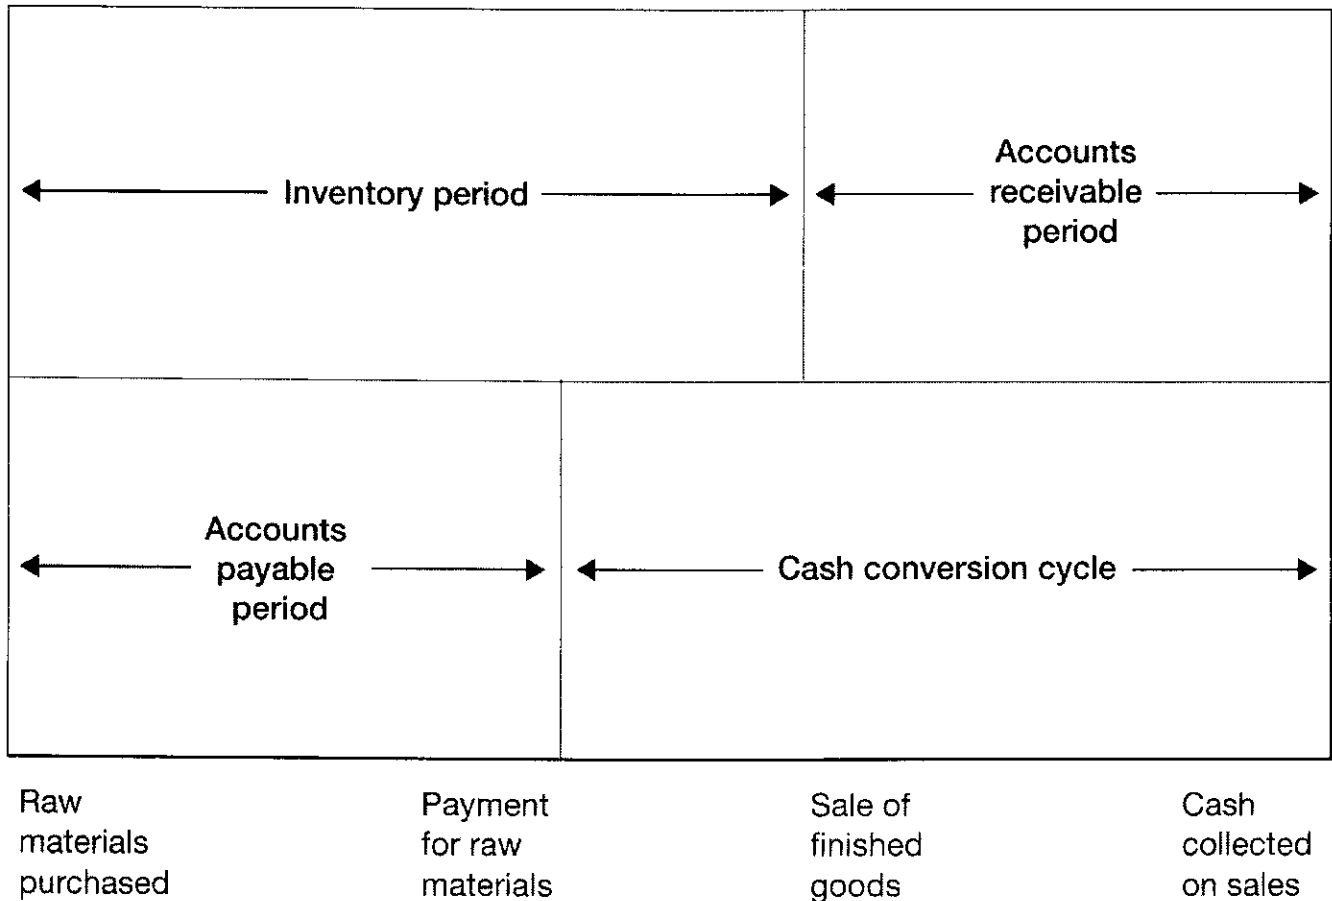 Inventory period
Accounts
receivable
period
Accounts
payable
period
Cash conversion cycle
Raw
materials
purchased
Payment
for raw
materials
Sale of
finished
goods
Cash
collected
on sales